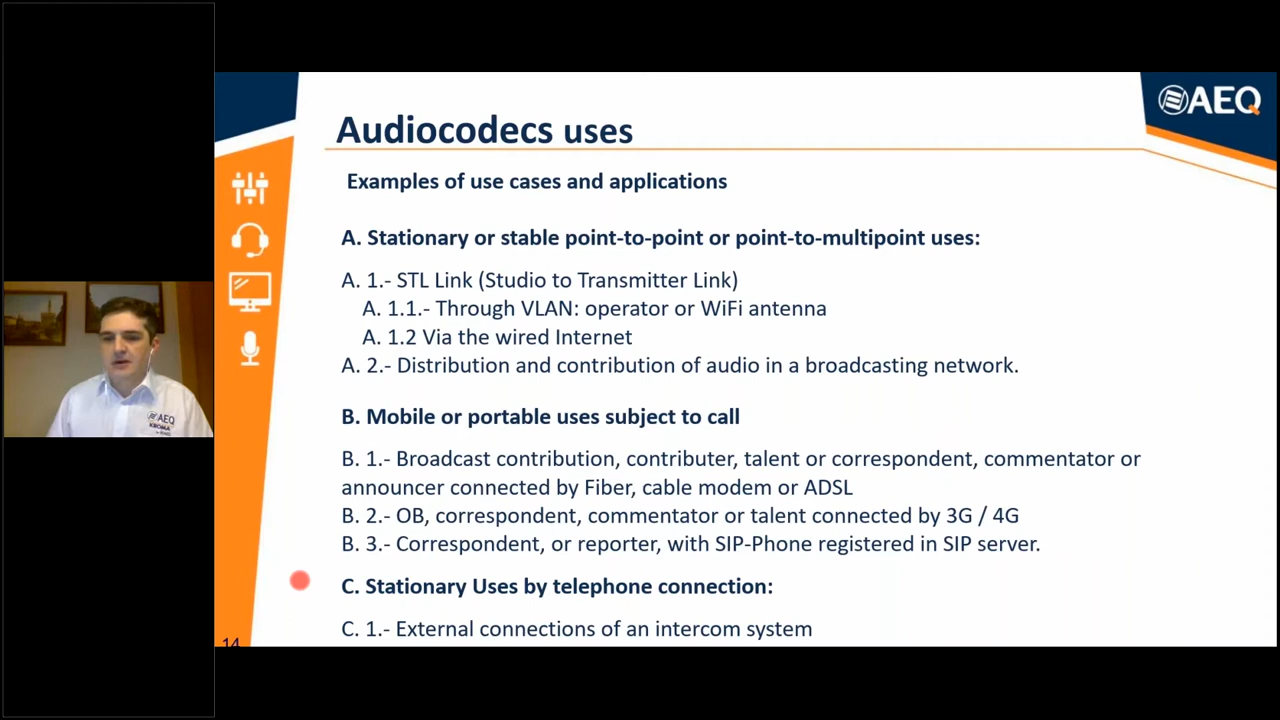 AEQ
Audiocodecs uses
Examples of use cases and applications
A. Stationary or stable point-to-point or point-to-multipoint uses:
A. 1.- STL Link (Studio to Transmitter Link)
A. 1.1.- Through VLAN: operator or WiFi antenna
A. 1.2 Via the wired Internet
A. 2.- Distribution and contribution of audio in a broadcasting network.
B. Mobile or portable uses subject to call
B. 1.- Broadcast contribution, contributer, talent or correspondent, commentator or
announcer connected by Fiber, cable modem or ADSL
B. 2.- OB, correspondent, commentator or talent connected by 3G / 4G
B. 3.- Correspondent, or reporter, with SIP-Phone registered in SIP server.
C. Stationary Uses by telephone connection:
C. 1.- External connections of an intercom system
14
AEQ
KROMA